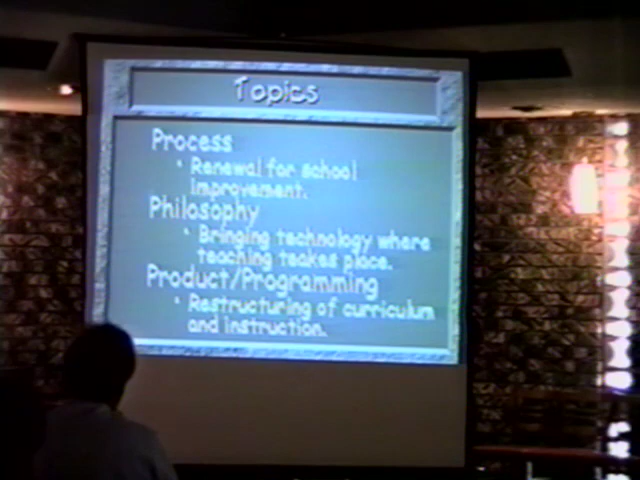 Topics
Process
• Renewal for school
improvement.
Philosophy
• Bringing technology where
teaching teakes place.
Product/Programming
• Restructuring of curriculum
and instruction.